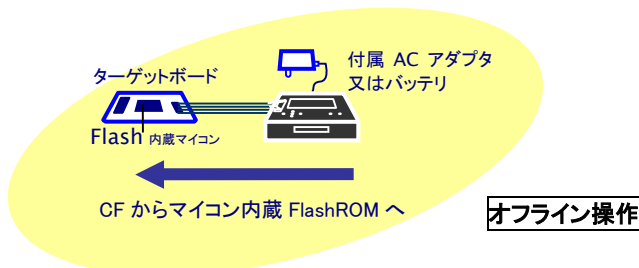 付属 AC アダプタ
又はバッテリ
ターゲットボード
Flash 内蔵マイコン
CF からマイコン内蔵 FlashROM へ
オフライン操作